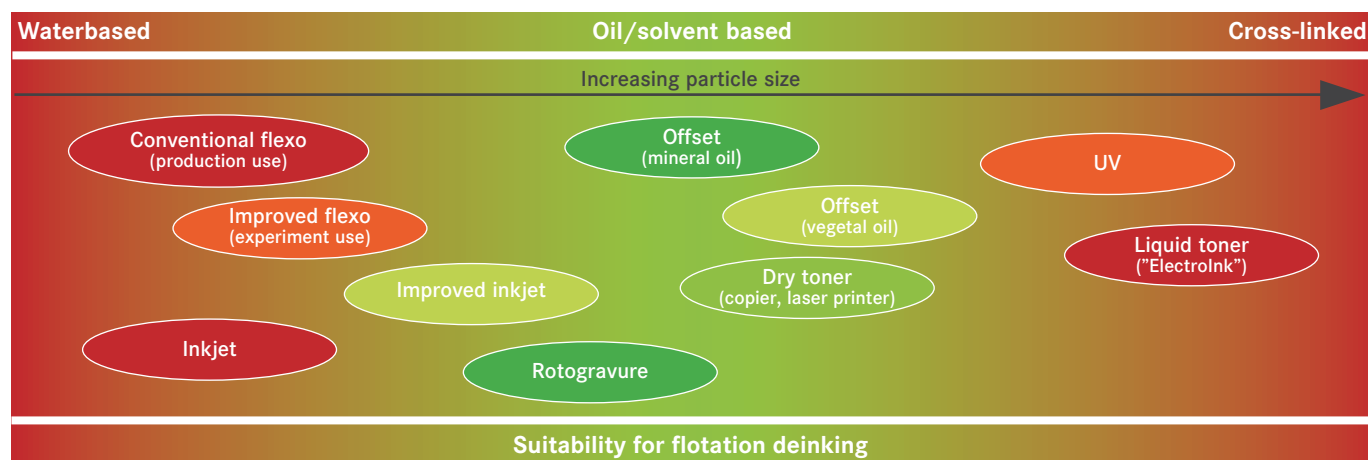 Waterbased
Oil/solvent based
Cross-linked
Increasing particle size
Conventional flexo
(production use)
Offset
(mineral oil)
UV
Improved flexo
(experiment use)
Offset
(vegetal oil)
Liquid toner
("ElectroInk")
Improved inkjet
Dry toner
(copier, laser printer)
Inkjet
Rotogravure
Suitability for flotation deinking